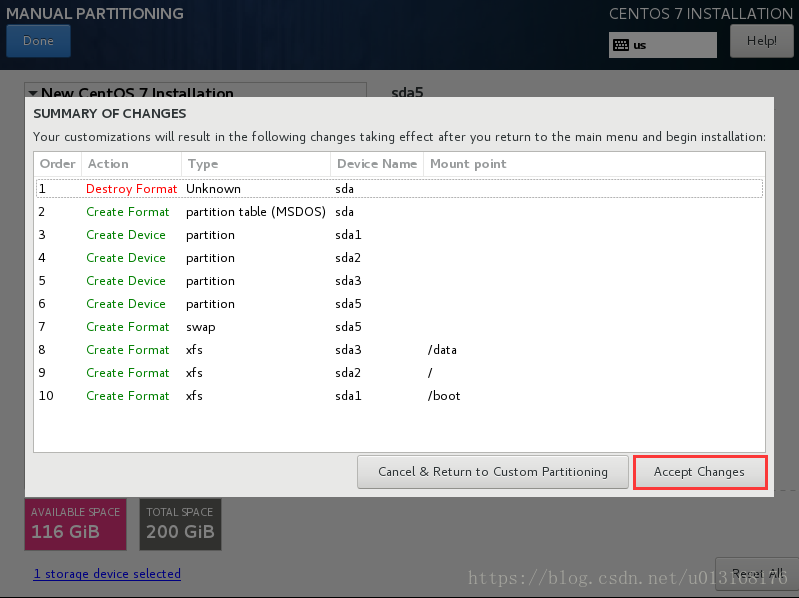 MANUAL PARTITIONING
CENTOS 7 INSTALLATION
Done
us
Help!
New CentOS 7 Installation
sda5
SUMMARY OF CHANGES
Your customizations will result in the following changes taking effect after you return to the main menu and begin installation:
Order Action Type Device Name Mount point
1 Destroy Format Unknown sda
2 Create Format partition table (MSDOS) sda
3 Create Device partition sda1
4 Create Device partition sda2
5 Create Device partition sda3
6 Create Device partition sda5
7 Create Format swap sda5
8 Create Format xfs sda3 /data
9 Create Format xfs sda2 /
10 Create Format xfs sda1 /boot
Cancel & Return to Custom Partitioning
Accept Changes
AVAILABLE SPACE
116 GiB
TOTAL SPACE
200 GiB
1 storage device selected
Reset All